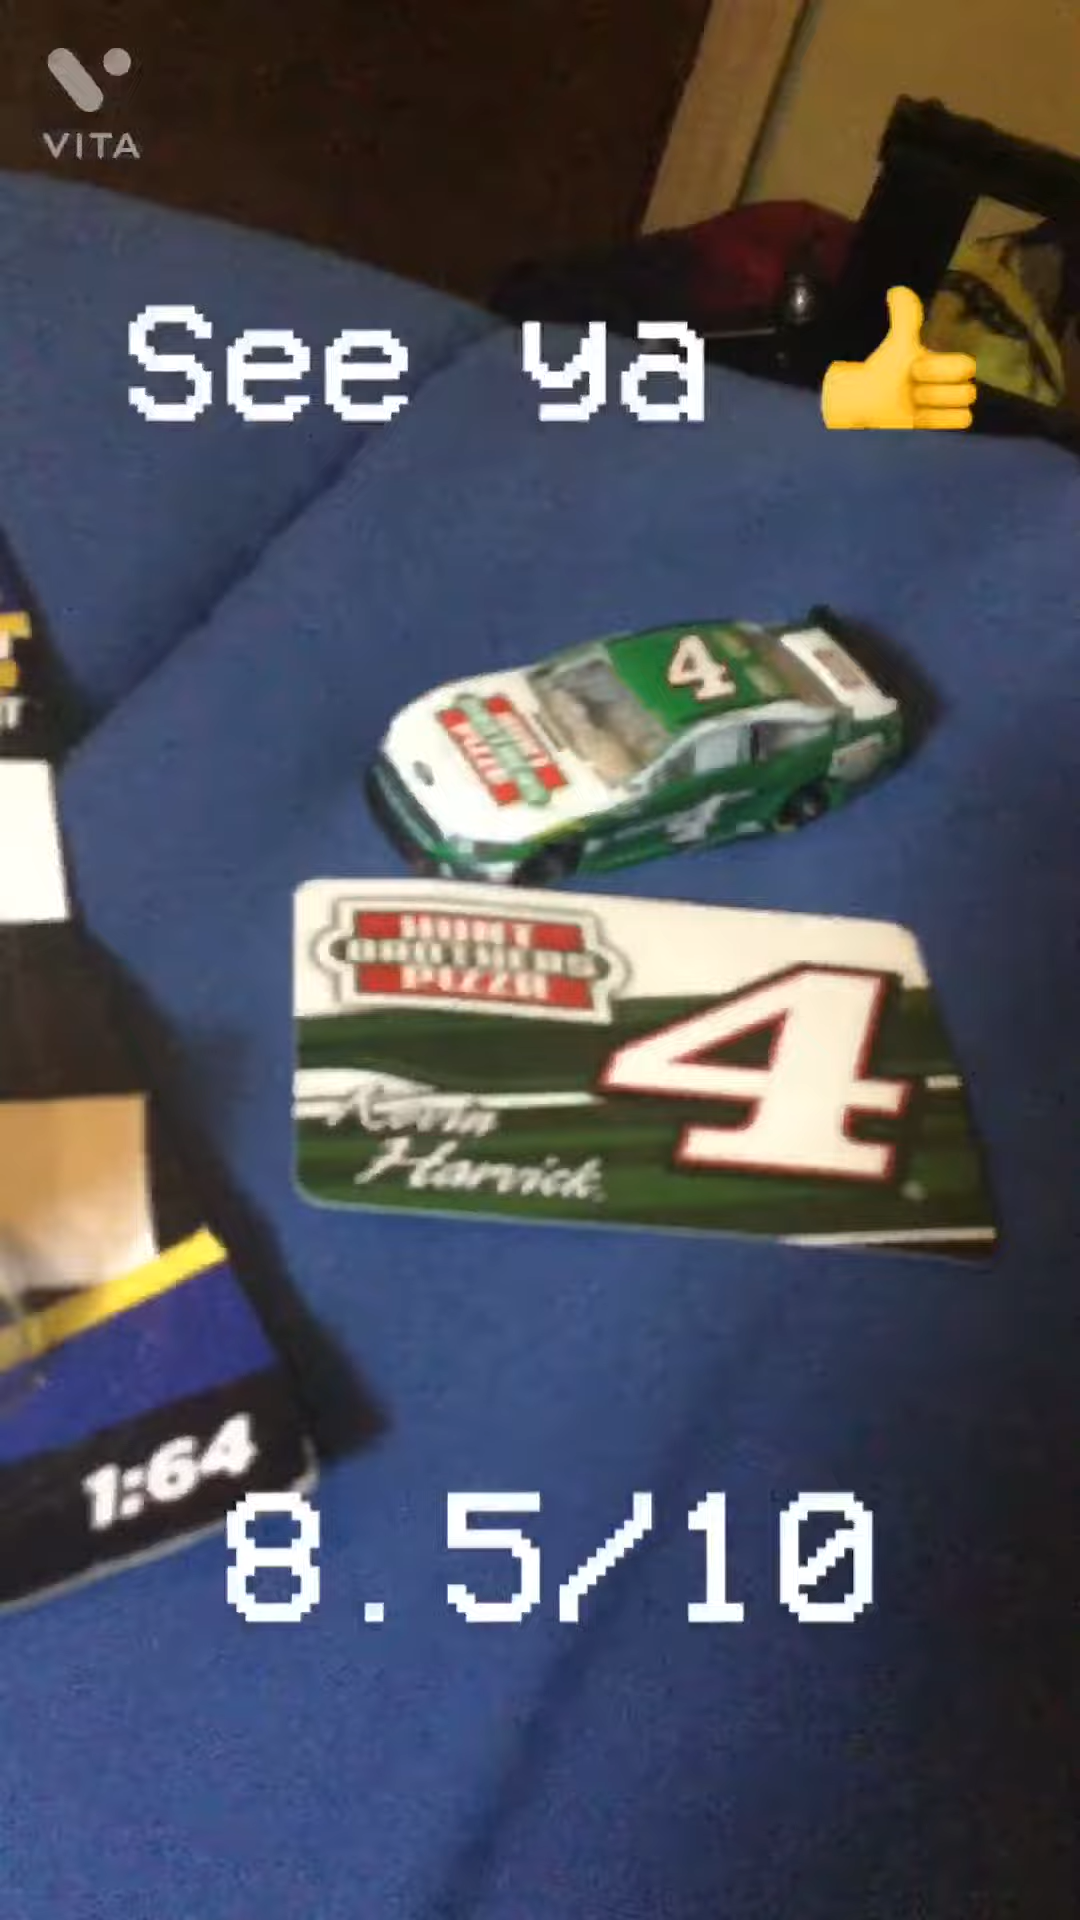 VITA
See ya 👍
4
HUNT
BROTHERS
PIZZA
HUNT
BROTHERS
PIZZA
4
Kevin
Harvick
1:64
8.5/10